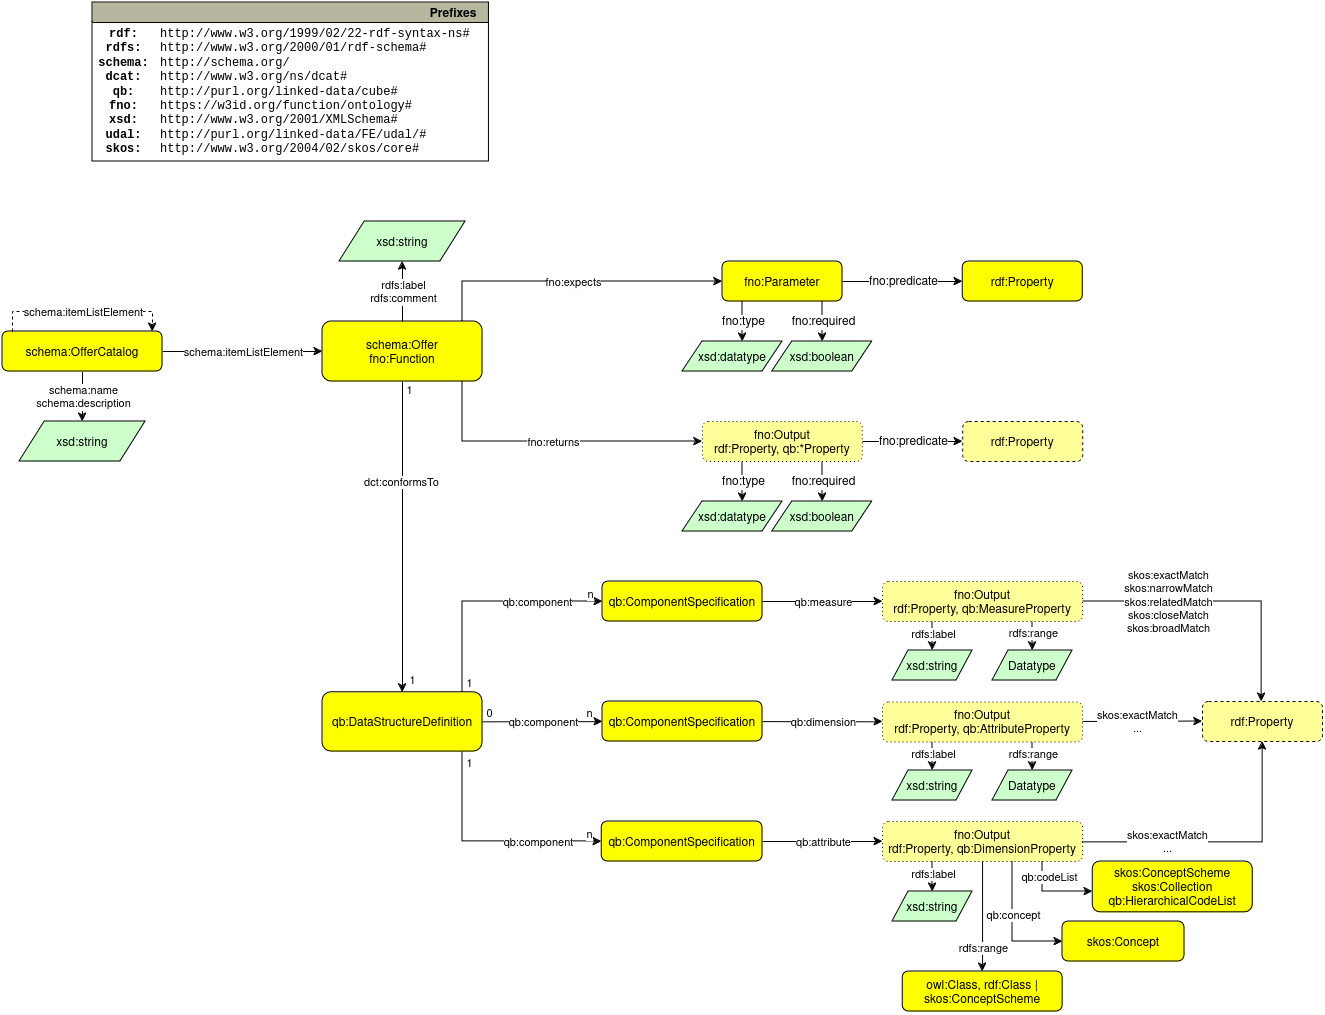 Prefixes
rdf: http://www.w3.org/1999/02/22-rdf-syntax-ns#
rdfs: http://www.w3.org/2000/01/rdf-schema#
schema: http://schema.org/
dcat: http://www.w3.org/ns/dcat#
qb: http://purl.org/linked-data/cube#
fno: https://w3id.org/function/ontology#
xsd: http://www.w3.org/2001/XMLSchema#
udal: http://purl.org/linked-data/FE/udal/#
skos: http://www.w3.org/2004/02/skos/core#
xsd:string
rdfs:label
rdfs:comment
schema:itemListElement
schema:OfferCatalog
schema:itemListElement
schema:name
schema:description
xsd:string
schema:Offer
fno:Function
fno:expects
fno:Parameter
fno:predicate
rdf:Property
fno:type
fno:required
xsd:datatype
xsd:boolean
1
fno:returns
fno:Output
rdf:Property, qb:*Property
fno:predicate
rdf:Property
fno:type
fno:required
xsd:datatype
xsd:boolean
dct:conformsTo
1
qb:DataStructureDefinition
1
qb:component
n
qb:ComponentSpecification
qb:measure
fno:Output
rdf:Property, qb:MeasureProperty
rdfs:label
rdfs:range
xsd:string
Datatype
skos:exactMatch
skos:narrowMatch
skos:relatedMatch
skos:closeMatch
skos:broadMatch
0
qb:component
n
qb:ComponentSpecification
qb:dimension
fno:Output
rdf:Property, qb:AttributeProperty
rdfs:label
rdfs:range
xsd:string
Datatype
skos:exactMatch
...
rdf:Property
1
qb:component
n
qb:ComponentSpecification
qb:attribute
fno:Output
rdf:Property, qb:DimensionProperty
skos:exactMatch
...
rdfs:label
xsd:string
qb:codeList
skos:ConceptScheme
skos:Collection
qb:HierarchicalCodeList
qb:concept
skos:Concept
rdfs:range
owl:Class, rdf:Class |
skos:ConceptScheme